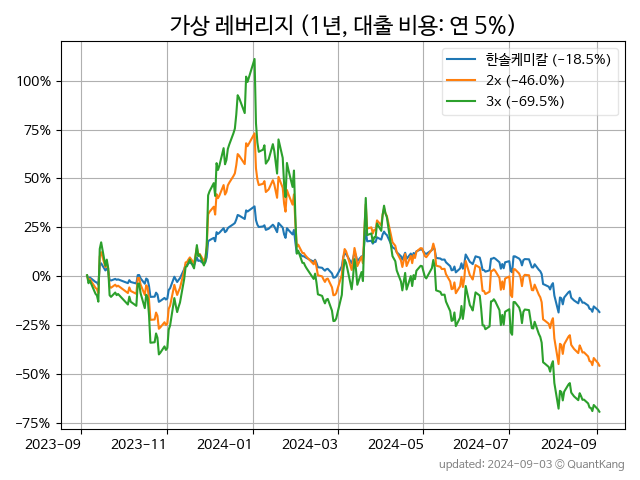 가상 레버리지 (1년, 대출 비용: 연 5%)
한솔케미칼 (−18.5%)
2x (−46.0%)
3x (−69.5%)
100%
75%
50%
25%
0%
−25%
−50%
−75%
2023-09 2023-11 2024-01 2024-03 2024-05 2024-07 2024-09
updated: 2024-09-03 ⓒ QuantKang